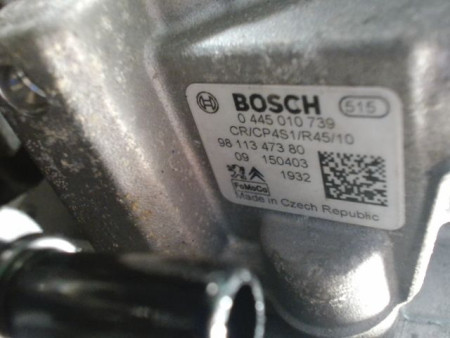 BOSCH 515
0 445 010 739
CR/CP4S1/R45/10
98 113 473 80
09 150403
1932
FoMoCo
Made in Czech Republic